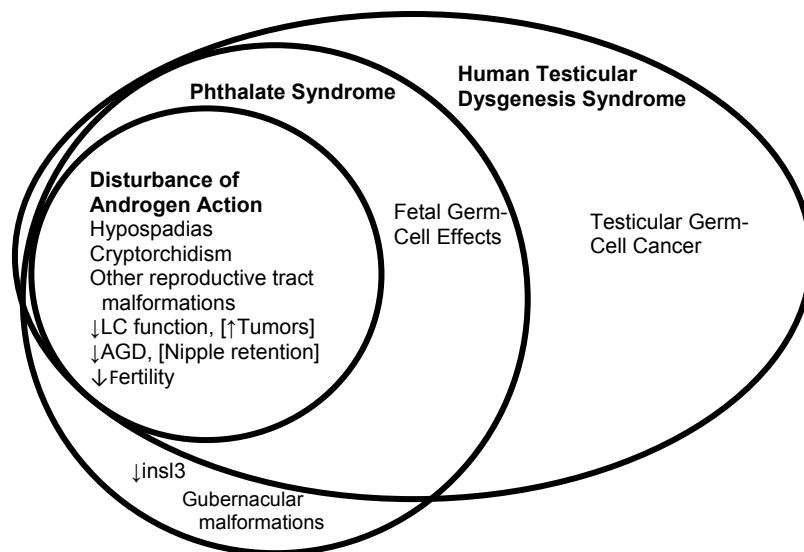 Human Testicular
Dysgenesis Syndrome
Phthalate Syndrome
Disturbance of
Androgen Action
Hypospadias
Cryptorchidism
Other reproductive tract
malformations
↓LC function, [↑Tumors]
↓AGD, [Nipple retention]
↓Fertility
Fetal Germ-
Cell Effects
Testicular Germ-
Cell Cancer
↓insl3
Gubernacular
malformations